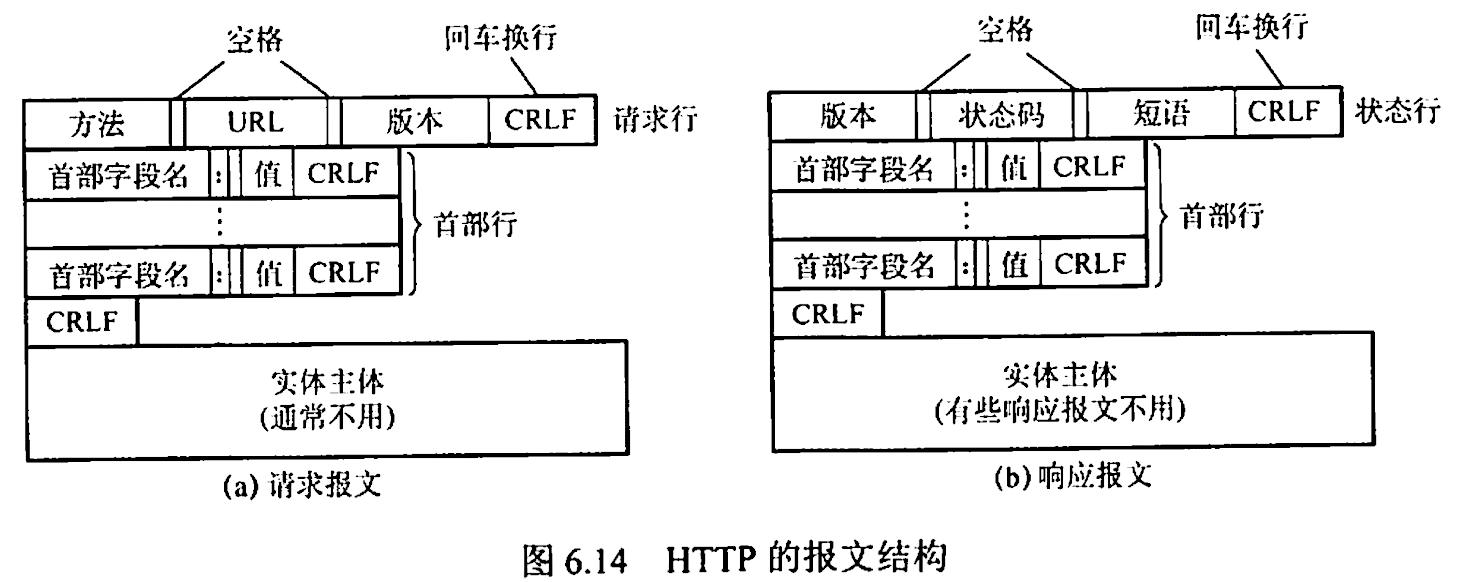 空格 回车换行
方法 URL 版本 CRLF 请求行
首部字段名 : 值 CRLF
⋮ 首部行
首部字段名 : 值 CRLF
CRLF
实体主体
(通常不用)
(a) 请求报文
空格 回车换行
版本 状态码 短语 CRLF 状态行
首部字段名 : 值 CRLF
⋮ 首部行
首部字段名 : 值 CRLF
CRLF
实体主体
(有些响应报文不用)
(b) 响应报文
图 6.14 HTTP 的报文结构